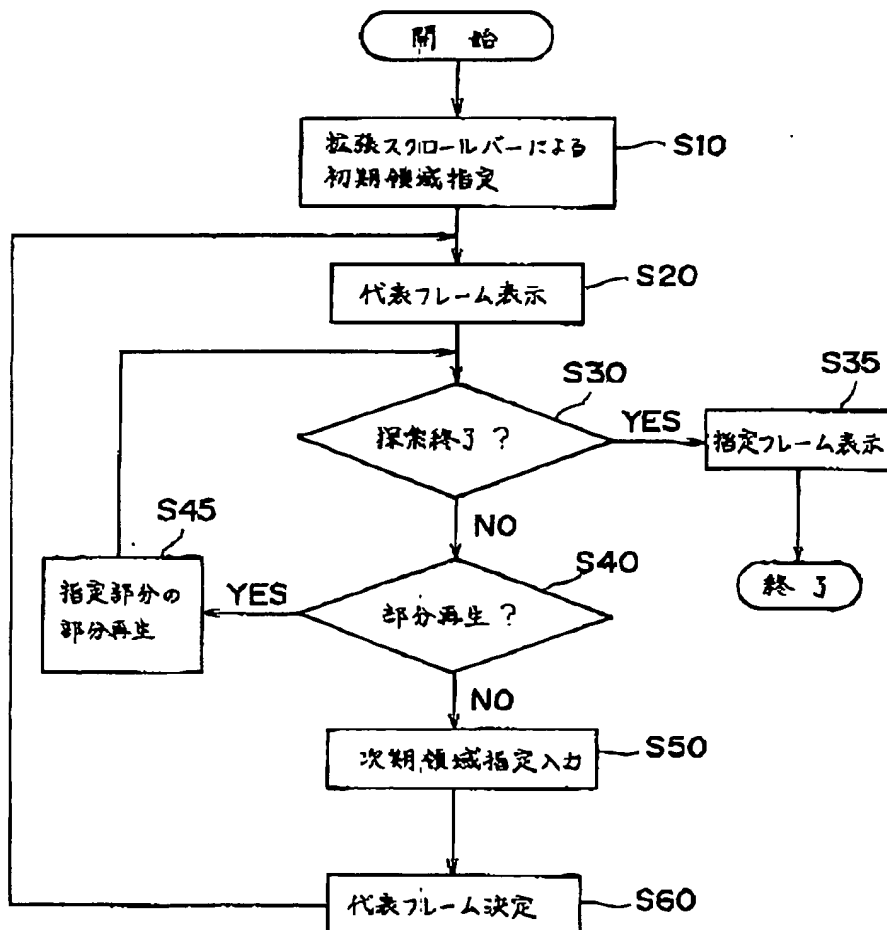 開始
拡張スクロールバーによる
初期領域指定
S10
代表フレーム表示
S20
探索終了？
S30
YES
指定フレーム表示
S35
NO
終了
指定部分の
部分再生
S45
YES
部分再生？
S40
NO
次期領域指定入力
S50
代表フレーム決定
S60